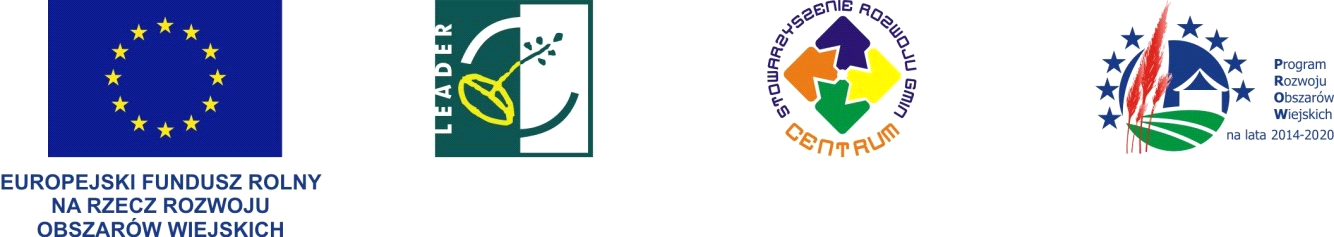 EUROPEJSKI FUNDUSZ ROLNY
NA RZECZ ROZWOJU
OBSZARÓW WIEJSKICH
LEADER
STOWARZYSZENIE ROZWOJU GMIN
CENTRUM
Program
Rozwoju
Obszarów
Wiejskich
na lata 2014-2020